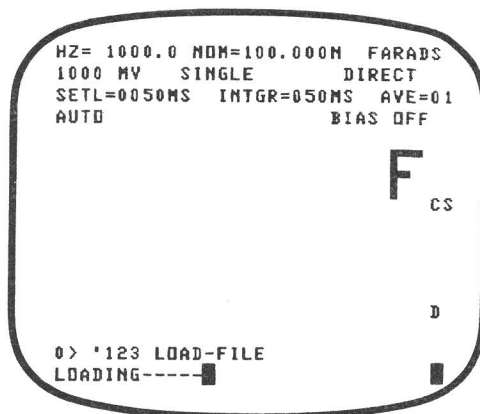 HZ= 1000.0 NOM=100.000N FARADS
1000 MV SINGLE DIRECT
SETL=0050MS INTGR=050MS AVE=01
AUTO BIAS OFF
F
CS
D
0> '123 LOAD-FILE
LOADING-----